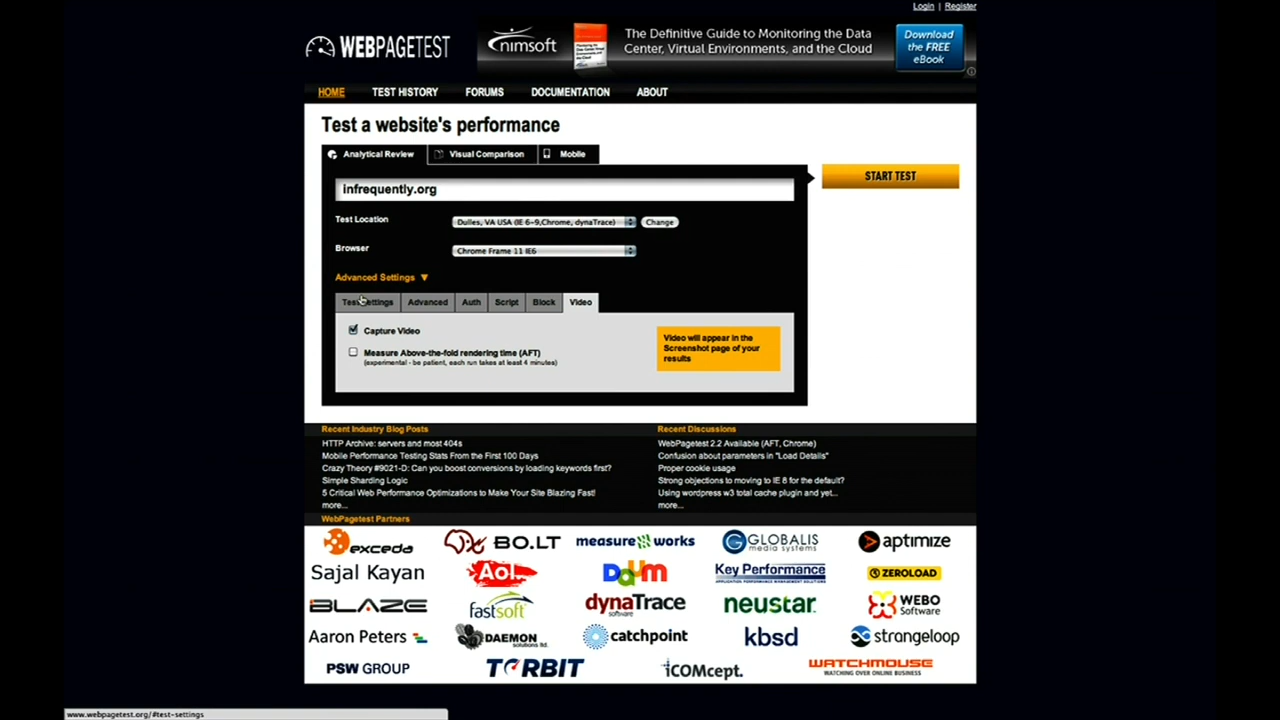 Login | Register
WEBPAGETEST
nimsoft
The Definitive Guide to Monitoring the Data
Center, Virtual Environments, and the Cloud
Download
the FREE
eBook
HOME TEST HISTORY FORUMS DOCUMENTATION ABOUT
Test a website's performance
Analytical Review Visual Comparison Mobile
infrequently.org
START TEST
Test Location Dulles, VA USA (IE 6-9,Chrome, dynaTrace) Change
Browser Chrome Frame 11 IE6
Advanced Settings ▼
Test Settings Advanced Auth Script Block Video
Capture Video
Measure Above-the-fold rendering time (AFT)
(experimental - be patient, each run takes at least 4 minutes)
Video will appear in the
Screenshot page of your
results
Recent Industry Blog Posts
HTTP Archive: servers and most 404s
Mobile Performance Testing Stats From the First 100 Days
Crazy Theory #9021-D: Can you boost conversions by loading keywords first?
Simple Sharding Logic
5 Critical Web Performance Optimizations to Make Your Site Blazing Fast!
more...
Recent Discussions
WebPagetest 2.2 Available (AFT, Chrome)
Confusion about parameters in "Load Details"
Proper cookie usage
Strong objections to moving to IE 8 for the default?
Using wordpress w3 total cache plugin and yet...
more...
WebPagetest Partners
exceda BO.LT measure works GLOBALIS media systems aptimize
Sajal Kayan Aol. Daum Key Performance ZEROLOAD
BLAZE fastsoft dynaTrace software neustar WEBO Software
Aaron Peters DAEMON solutions ltd. catchpoint kbsd strangeloop
PSW GROUP TORBIT iCOMcept. WATCHMOUSE
WATCHING OVER ONLINE BUSINESS
www.webpagetest.org/#test-settings